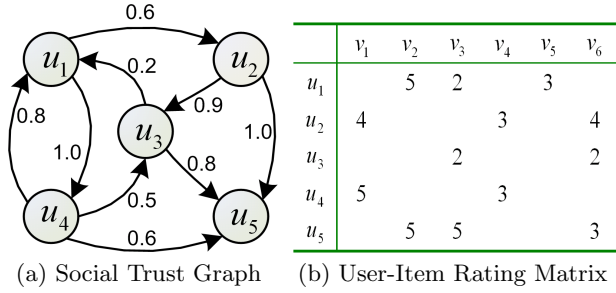 0.6
u1 u2
0.2
0.9
0.8
u3
1.0
1.0
0.8
0.5
u4 u5
0.6
(a) Social Trust Graph
v1 v2 v3 v4 v5 v6
u1 5 2 3
u2 4 3 4
u3 2 2
u4 5 3
u5 5 5 3
(b) User-Item Rating Matrix